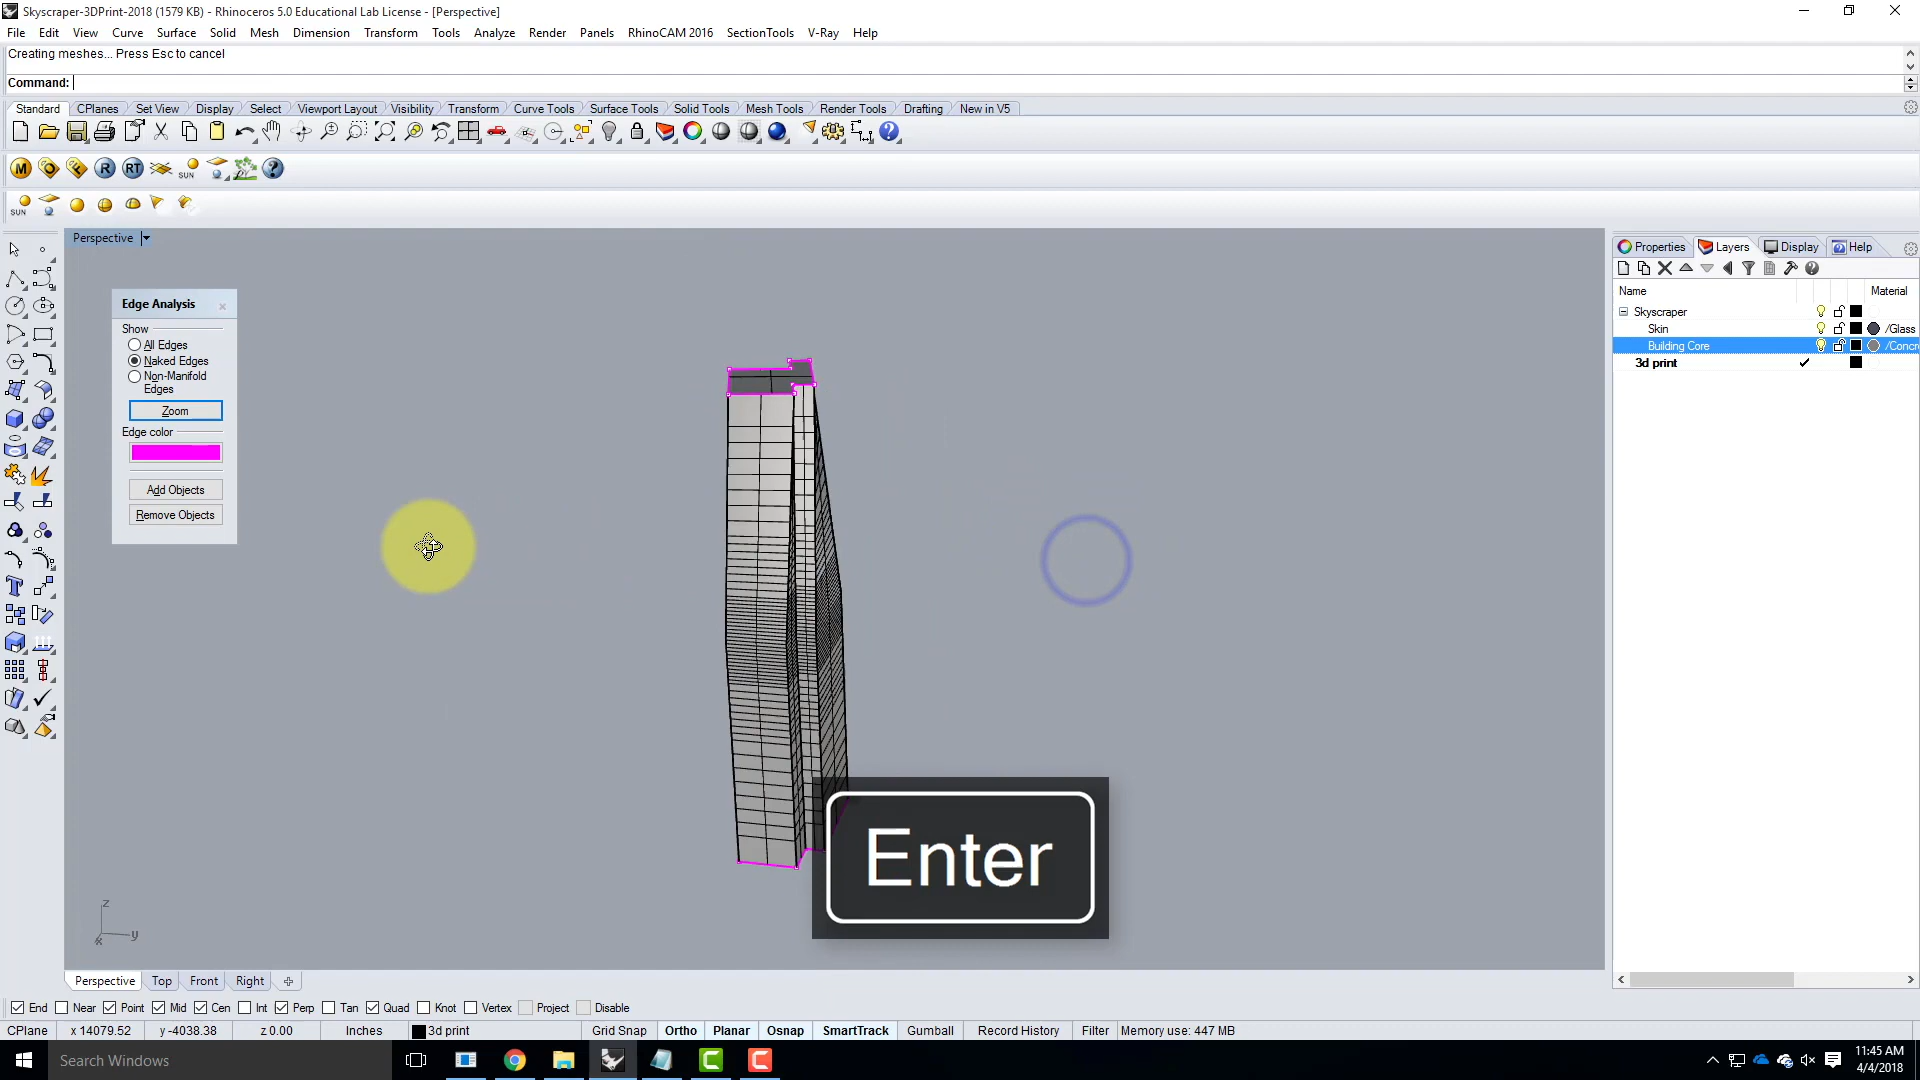 Skyscraper-3DPrint-2018 (1579 KB) - Rhinoceros 5.0 Educational Lab License - [Perspective]
File Edit View Curve Surface Solid Mesh Dimension Transform Tools Analyze Render Panels RhinoCAM 2016 SectionTools V-Ray Help
Creating meshes... Press Esc to cancel
Command:
Standard CPlanes Set View Display Select Viewport Layout Visibility Transform Curve Tools Surface Tools Solid Tools Mesh Tools Render Tools Drafting New in V5
M O F R RT SUN
SUN
Perspective
Properties Layers Display Help
Name Material
Skyscraper
Skin /Glass
Building Core /Concr
3d print
Edge Analysis
Show
All Edges
Naked Edges
Non-Manifold
Edges
Zoom
Edge color
Add Objects
Remove Objects
Enter
z
x y
Perspective Top Front Right
End Near Point Mid Cen Int Perp Tan Quad Knot Vertex Project Disable
CPlane x 14079.52 y -4038.38 z 0.00 Inches 3d print Grid Snap Ortho Planar Osnap SmartTrack Gumball Record History Filter Memory use: 447 MB
Search Windows
11:45 AM
4/4/2018